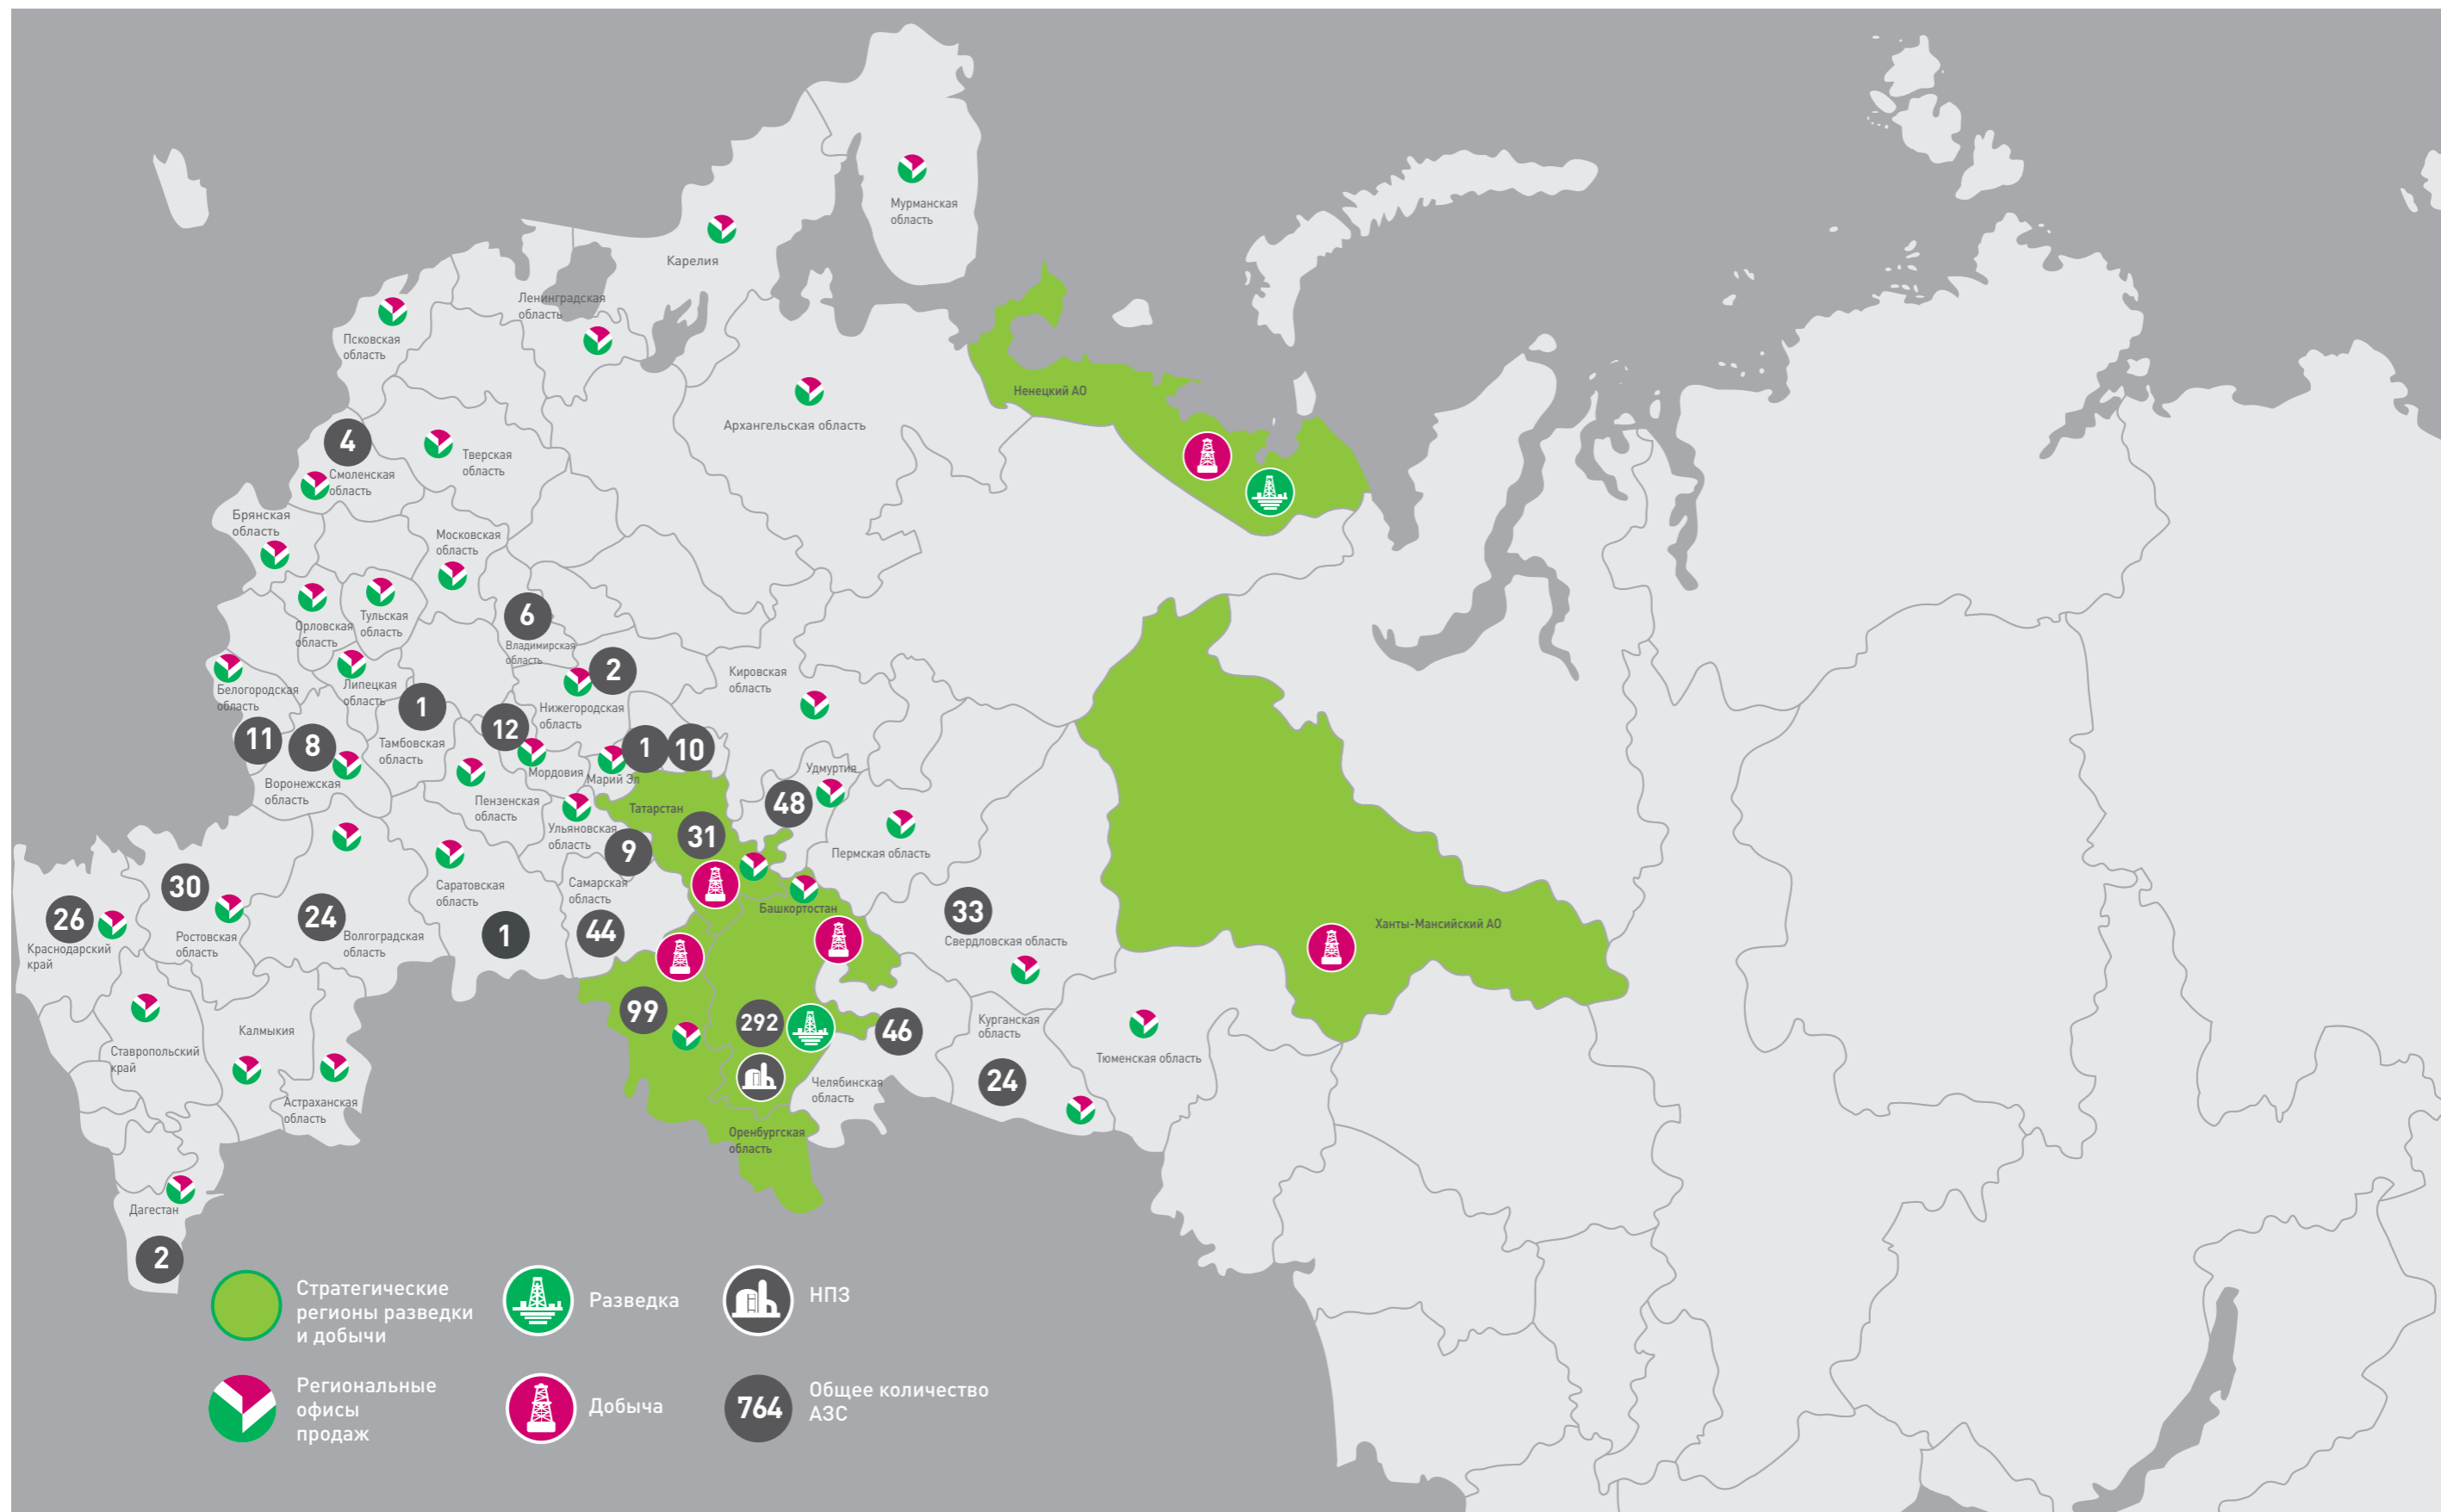 Мурманская
область
Карелия
Ленинградская
область
Псковская
область
Ненецкий АО
Архангельская область
4
Тверская
область
Смоленская
область
Брянская
область
Московская
область
6
Тульская
область
Орловская
область
Владимирская
область
2
Кировская
область
Белогородская
область
Липецкая
область
1
12
Нижегородская
область
11
8
Тамбовская
область
1
10
Мордовия
Марий Эл
Удмуртия
Воронежская
область
Пензенская
область
48
Татарстан
Ульяновская
область
31
9
Пермская область
30
Саратовская
область
Самарская
область
26
24
Башкортостан
33
Ханты-Мансийский АО
Краснодарский
край
Ростовская
область
Волгоградская
область
1
44
Свердловская область
99
292
46
Курганская
область
Калмыкия
Ставропольский
край
Тюменская область
24
Челябинская
область
Астраханская
область
Оренбургская
область
Дагестан
2
Стратегические
регионы разведки
и добычи
Разведка
НПЗ
Региональные
офисы
продаж
Добыча
764
Общее количество
АЗС